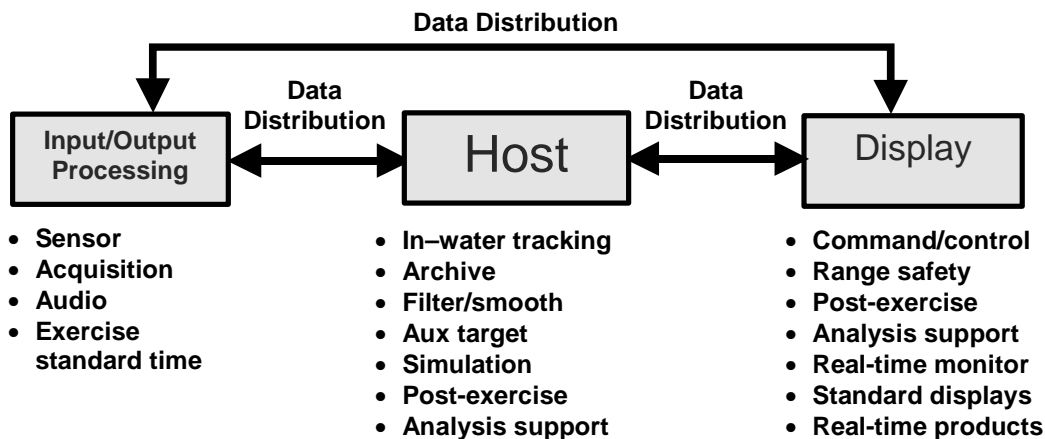 Data Distribution
Data
Distribution
Data
Distribution
Input/Output
Processing
Host
Display
• Sensor
• Acquisition
• Audio
• Exercise
standard time
• In–water tracking
• Archive
• Filter/smooth
• Aux target
• Simulation
• Post-exercise
• Analysis support
• Command/control
• Range safety
• Post-exercise
• Analysis support
• Real-time monitor
• Standard displays
• Real-time products